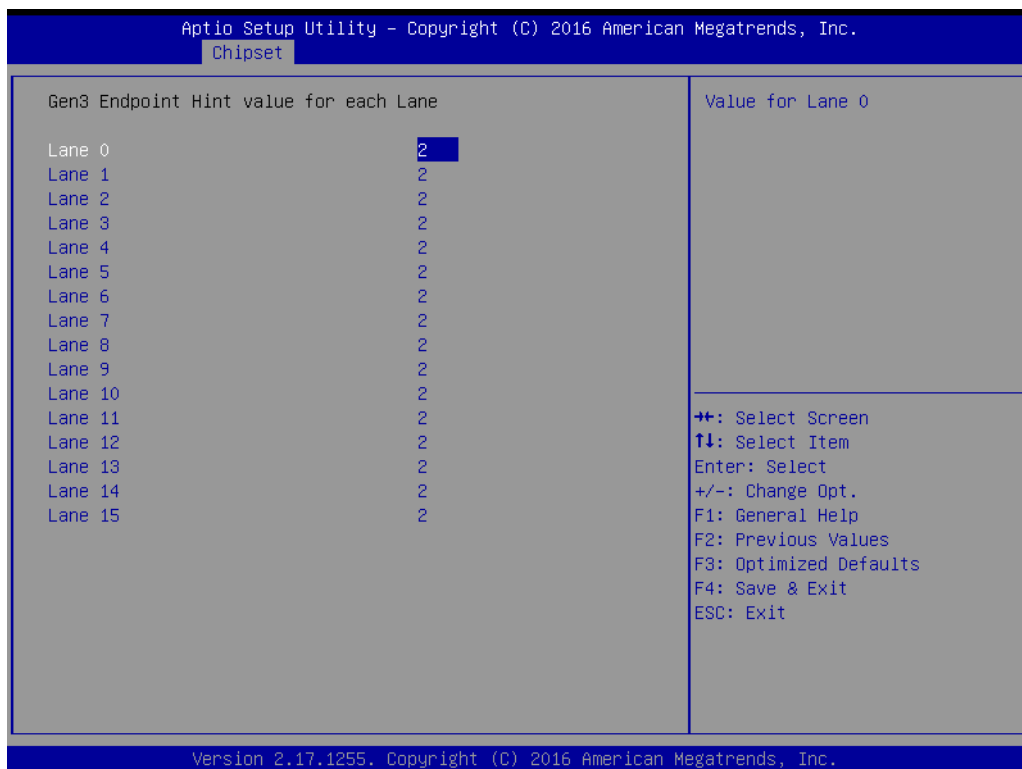 Aptio Setup Utility – Copyright (C) 2016 American Megatrends, Inc.
Chipset
Gen3 Endpoint Hint value for each Lane
Lane 0 2
Lane 1 2
Lane 2 2
Lane 3 2
Lane 4 2
Lane 5 2
Lane 6 2
Lane 7 2
Lane 8 2
Lane 9 2
Lane 10 2
Lane 11 2
Lane 12 2
Lane 13 2
Lane 14 2
Lane 15 2
Value for Lane 0
→←: Select Screen
↑↓: Select Item
Enter: Select
+/-: Change Opt.
F1: General Help
F2: Previous Values
F3: Optimized Defaults
F4: Save & Exit
ESC: Exit
Version 2.17.1255. Copyright (C) 2016 American Megatrends, Inc.